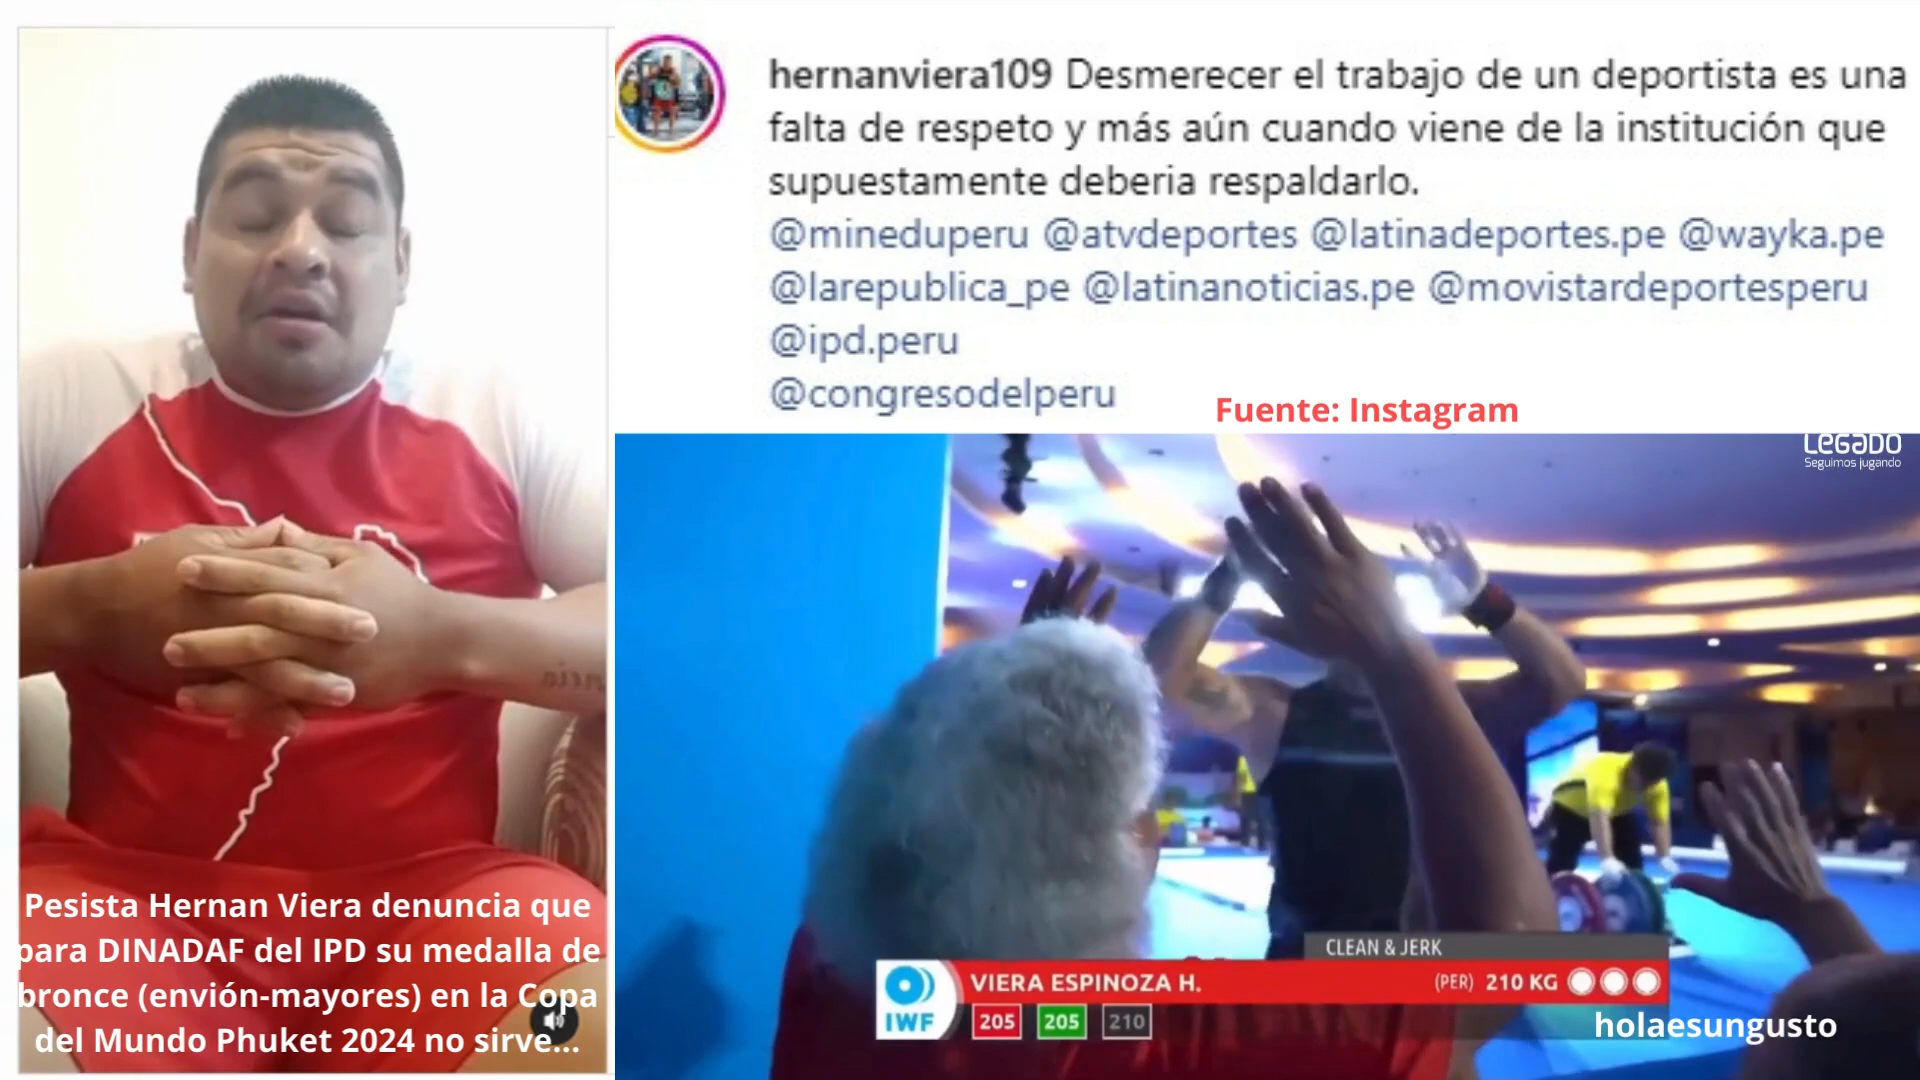 hernanviera109 Desmerecer el trabajo de un deportista es una
falta de respeto y más aún cuando viene de la institución que
supuestamente deberia respaldarlo.
@mineduperu @atvdeportes @latinadeportes.pe @wayka.pe
@larepublica_pe @latinanoticias.pe @movistardeportesperu
@ipd.peru
@congresodelperu
Fuente: Instagram
LEGADO
Seguimos jugando
Pesista Hernan Viera denuncia que
para DINADAF del IPD su medalla de
bronce (envión-mayores) en la Copa
del Mundo Phuket 2024 no sirve...
CLEAN & JERK
VIERA ESPINOZA H. (PER) 210 KG
IWF 205 205 210
holaesungusto